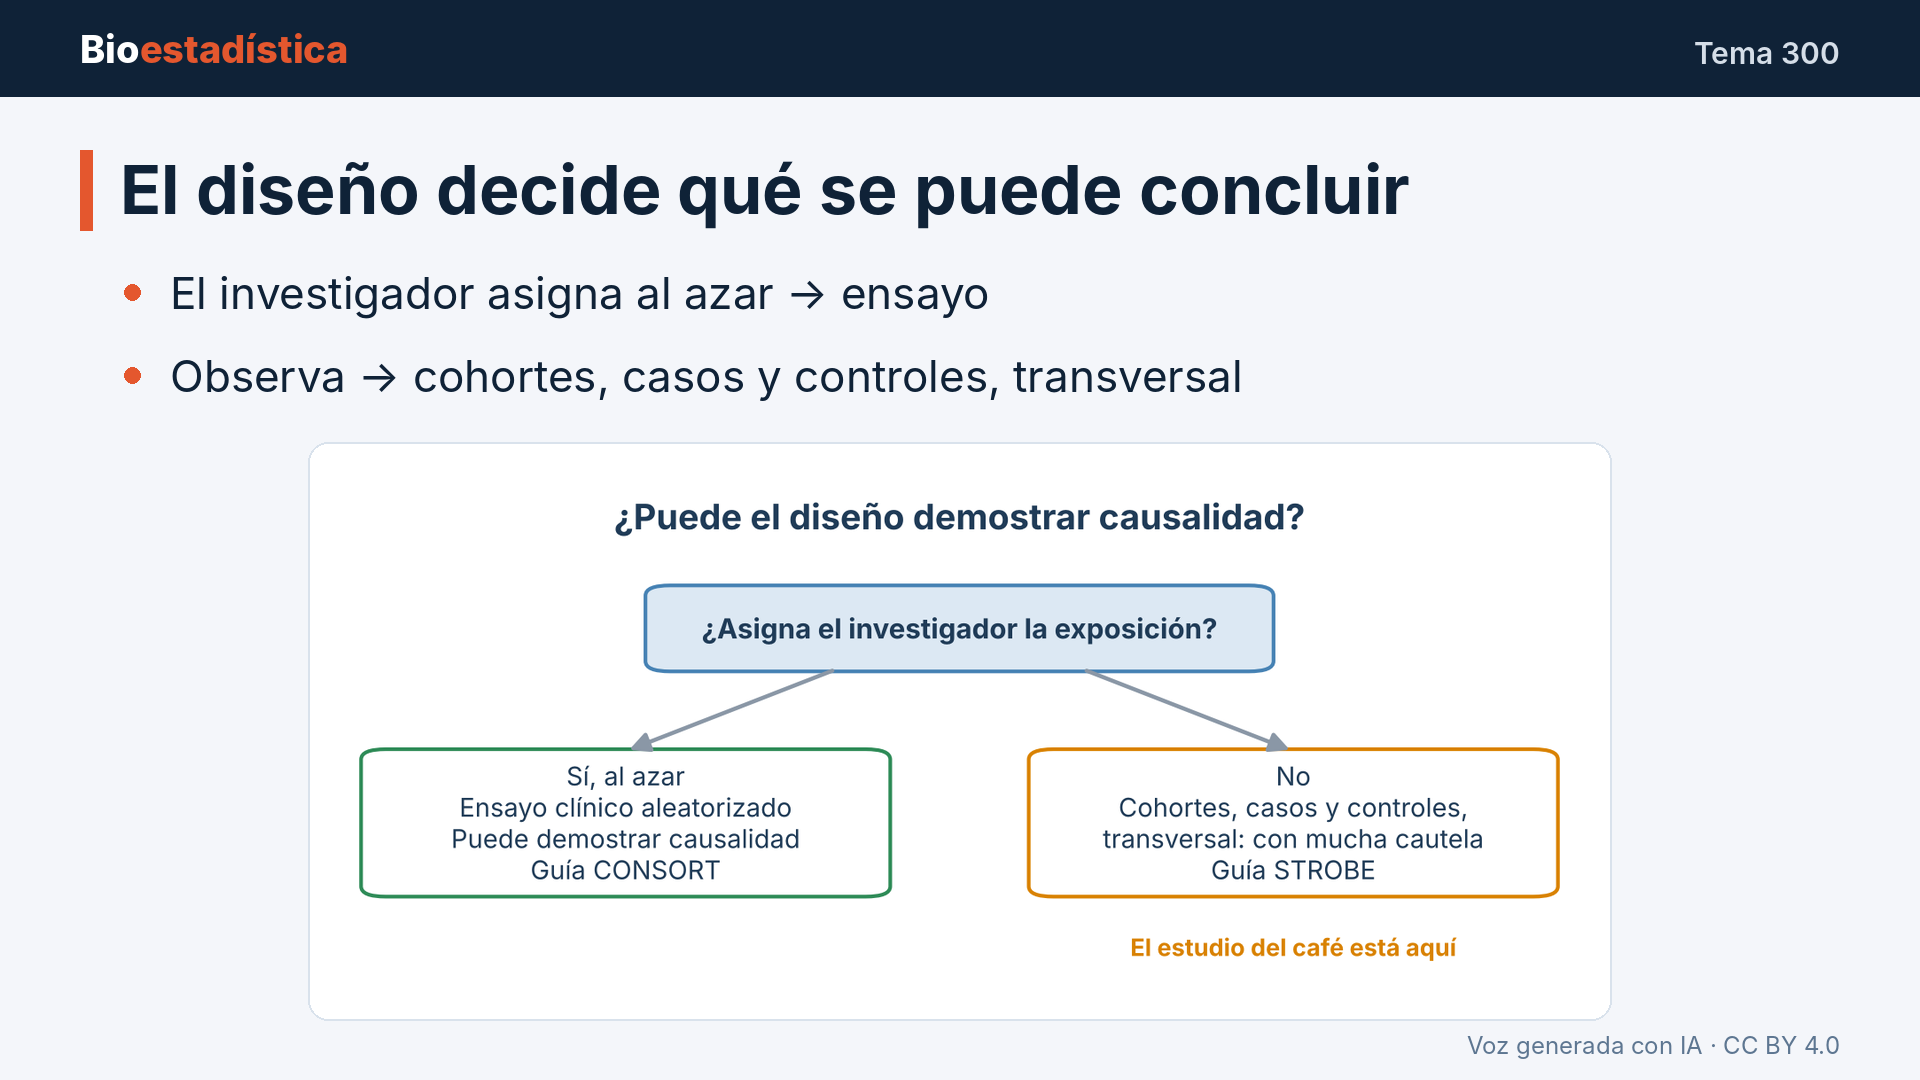 Bioestadística
Tema 300
El diseño decide qué se puede concluir
• El investigador asigna al azar → ensayo
• Observa → cohortes, casos y controles, transversal
¿Puede el diseño demostrar causalidad?
¿Asigna el investigador la exposición?
Sí, al azar
Ensayo clínico aleatorizado
Puede demostrar causalidad
Guía CONSORT
No
Cohortes, casos y controles,
transversal: con mucha cautela
Guía STROBE
El estudio del café está aquí
Voz generada con IA · CC BY 4.0